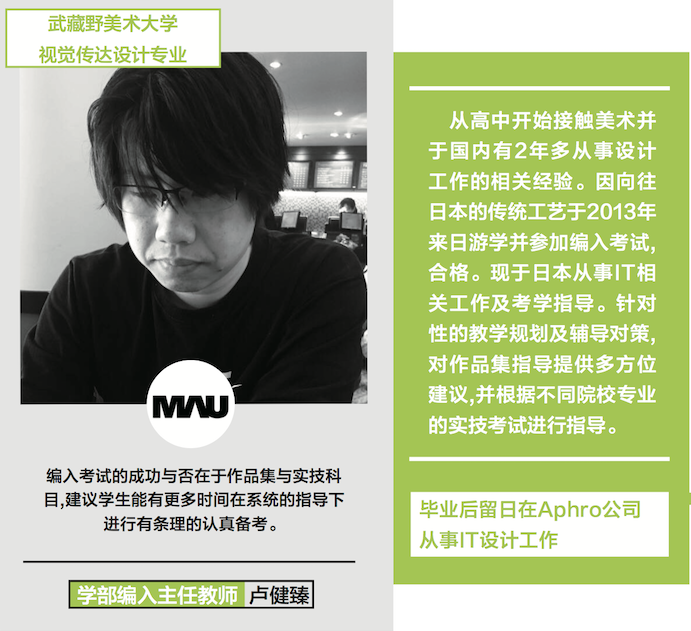 武藏野美术大学
视觉传达设计专业
MAU
编入考试的成功与否在于作品集与实技科
目,建议学生能有更多时间在系统的指导下
进行有条理的认真备考。
学部编入主任教师 卢健臻
从高中开始接触美术并
于国内有2年多从事设计
工作的相关经验。因向往
日本的传统工艺于2013年
来日游学并参加编入考试,
合格。现于日本从事IT相
关工作及考学指导。针对
性的教学规划及辅导对策,
对作品集指导提供多方位
建议,并根据不同院校专业
的实技考试进行指导。
毕业后留日在Aphro公司
从事IT设计工作